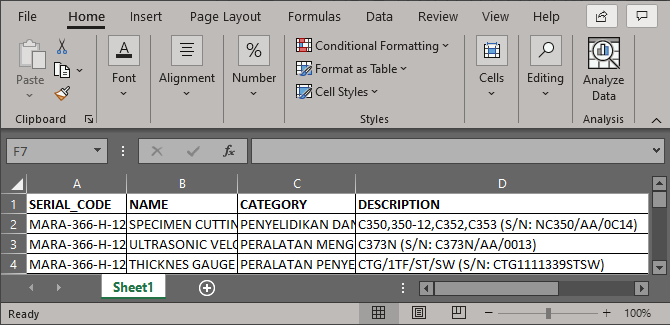 File Home Insert Page Layout Formulas Data Review View Help
Paste
Clipboard
Font
Alignment
%
Number
Conditional Formatting
Format as Table
Cell Styles
Styles
Cells
Editing
Analyze
Data
Analysis
F7 fx
A B C D
1 SERIAL_CODE NAME CATEGORY DESCRIPTION
2 MARA-366-H-12 SPECIMEN CUTTIN PENYELIDIKAN DAN C350,350-12,C352,C353 (S/N: NC350/AA/0C14)
3 MARA-366-H-12 ULTRASONIC VELO PERALATAN MENG C373N (S/N: C373N/AA/0013)
4 MARA-366-H-12 THICKNES GAUGE PERALATAN PENYE CTG/1TF/ST/SW (S/N: CTG1111339STSW)
Sheet1
Ready 100%